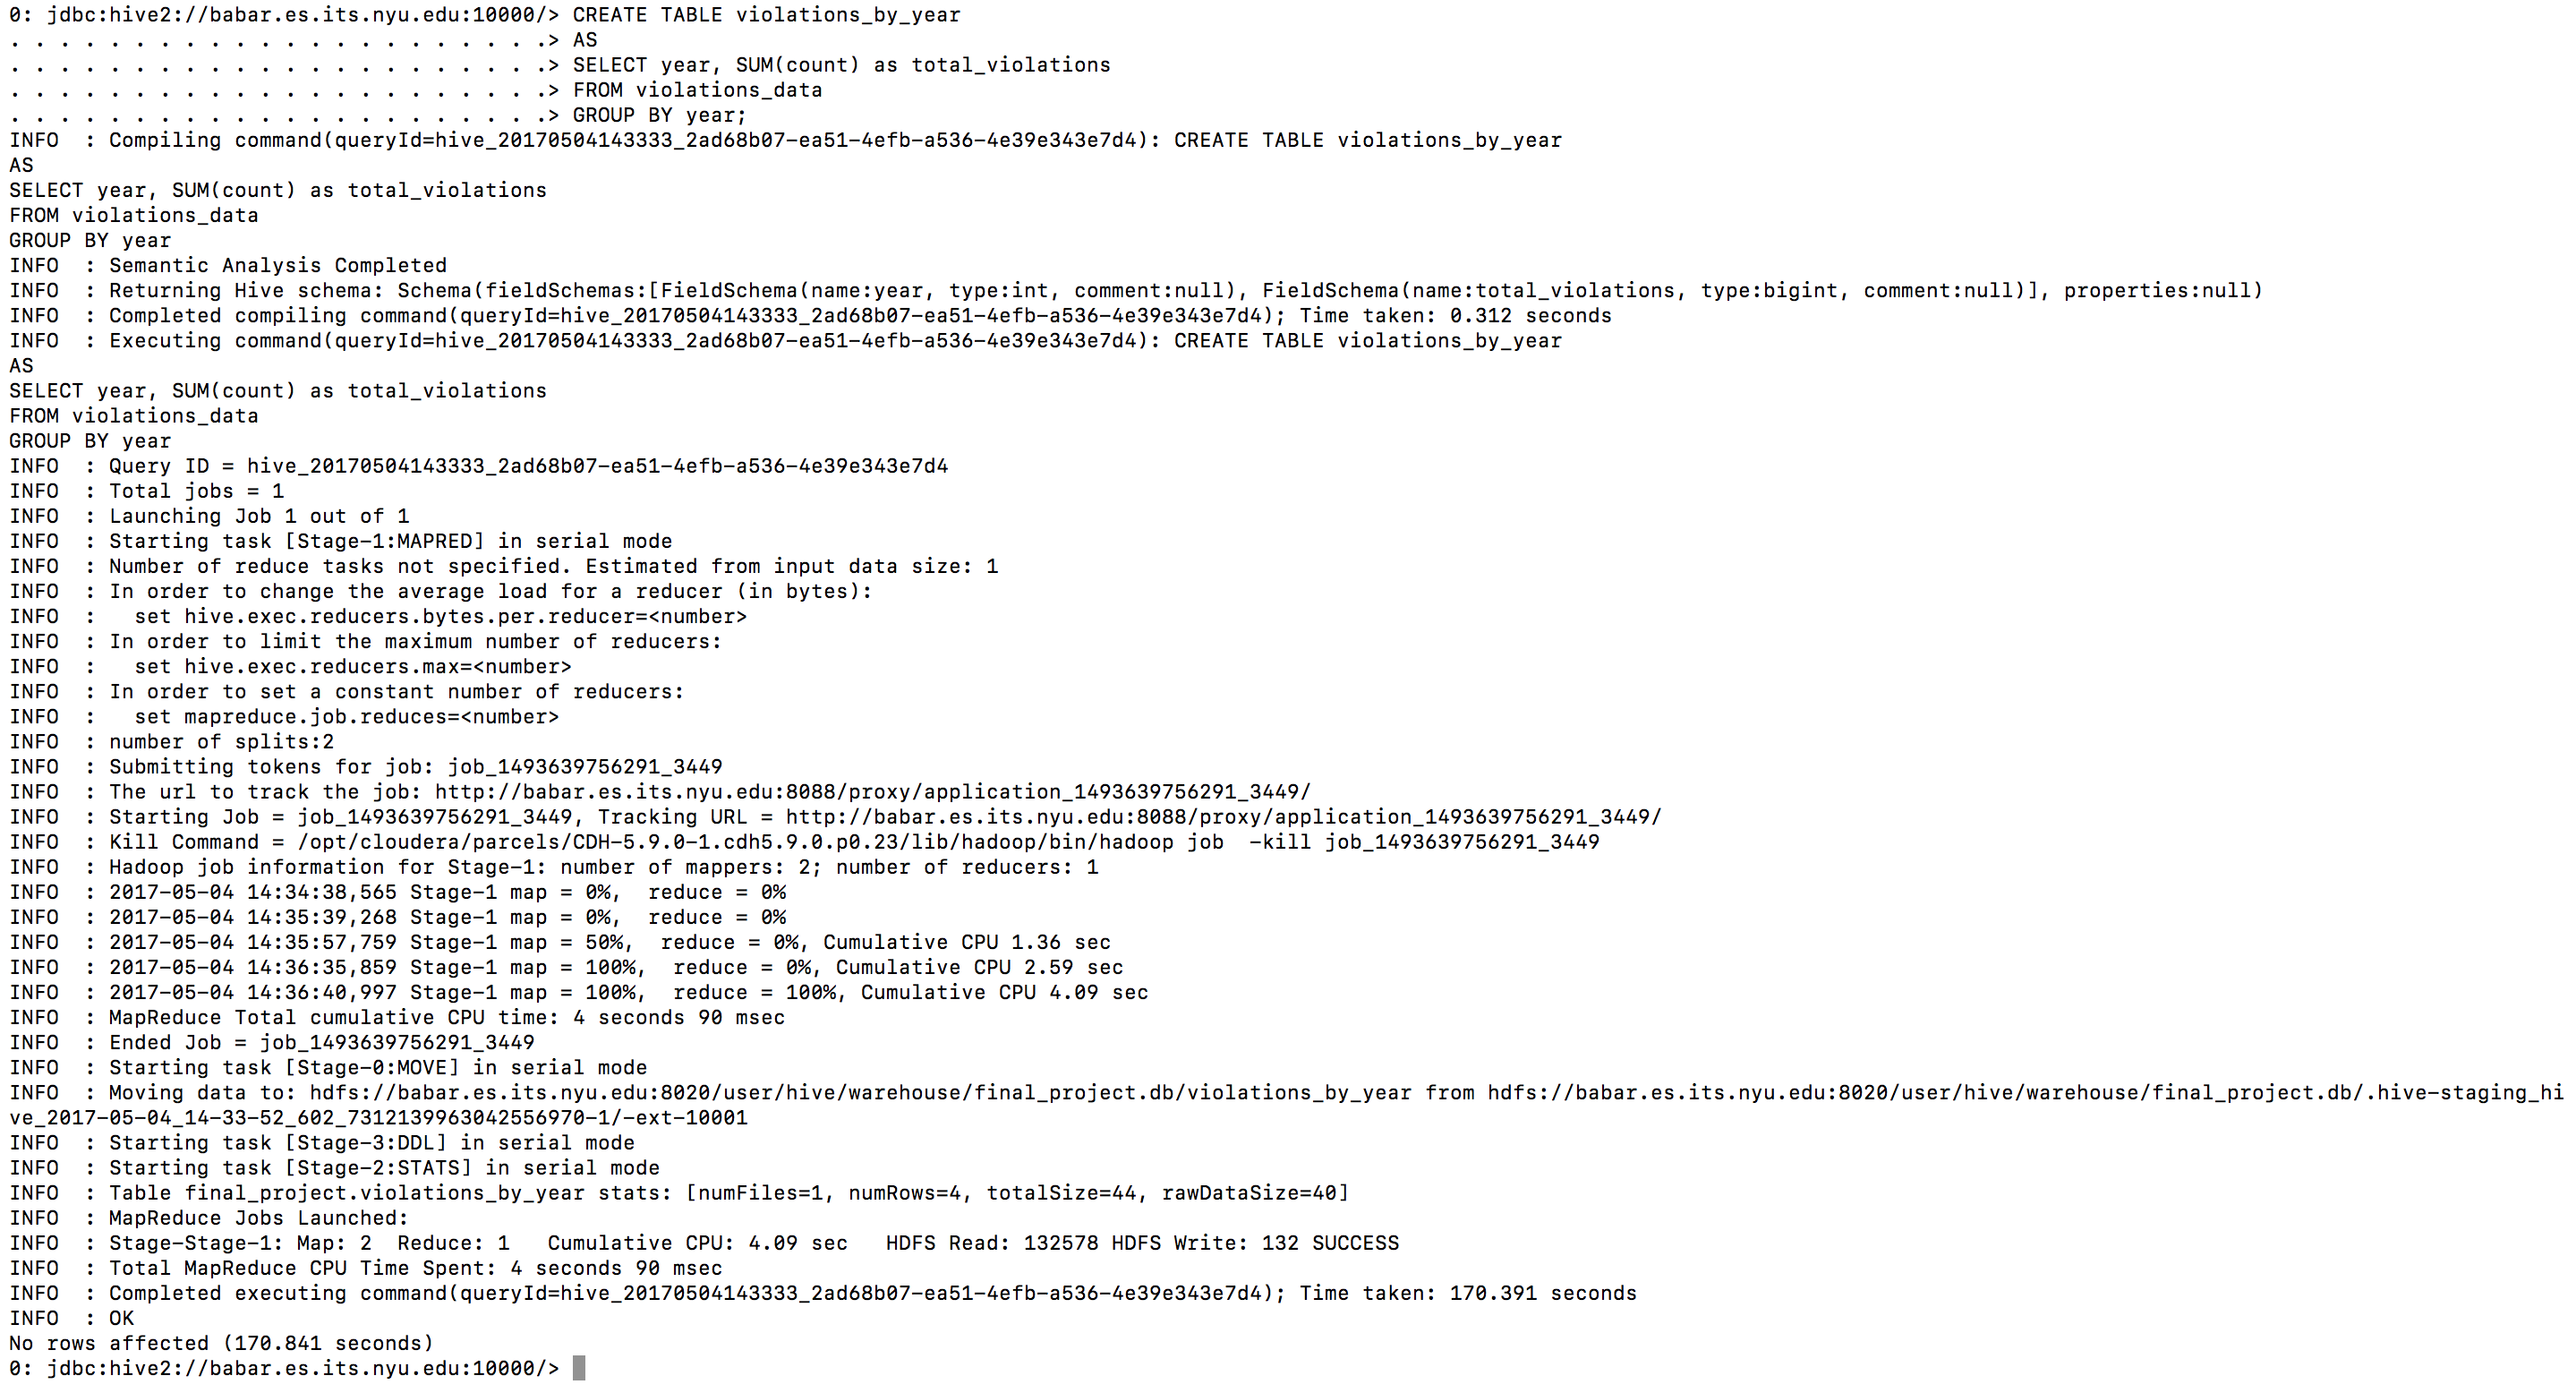 0: jdbc:hive2://babar.es.its.nyu.edu:10000/> CREATE TABLE violations_by_year
. . . . . . . . . . . . . . . . . . . . . .> AS
. . . . . . . . . . . . . . . . . . . . . .> SELECT year, SUM(count) as total_violations
. . . . . . . . . . . . . . . . . . . . . .> FROM violations_data
. . . . . . . . . . . . . . . . . . . . . .> GROUP BY year;
INFO  : Compiling command(queryId=hive_20170504143333_2ad68b07-ea51-4efb-a536-4e39e343e7d4): CREATE TABLE violations_by_year
AS
SELECT year, SUM(count) as total_violations
FROM violations_data
GROUP BY year
INFO  : Semantic Analysis Completed
INFO  : Returning Hive schema: Schema(fieldSchemas:[FieldSchema(name:year, type:int, comment:null), FieldSchema(name:total_violations, type:bigint, comment:null)], properties:null)
INFO  : Completed compiling command(queryId=hive_20170504143333_2ad68b07-ea51-4efb-a536-4e39e343e7d4); Time taken: 0.312 seconds
INFO  : Executing command(queryId=hive_20170504143333_2ad68b07-ea51-4efb-a536-4e39e343e7d4): CREATE TABLE violations_by_year
AS
SELECT year, SUM(count) as total_violations
FROM violations_data
GROUP BY year
INFO  : Query ID = hive_20170504143333_2ad68b07-ea51-4efb-a536-4e39e343e7d4
INFO  : Total jobs = 1
INFO  : Launching Job 1 out of 1
INFO  : Starting task [Stage-1:MAPRED] in serial mode
INFO  : Number of reduce tasks not specified. Estimated from input data size: 1
INFO  : In order to change the average load for a reducer (in bytes):
INFO  :   set hive.exec.reducers.bytes.per.reducer=<number>
INFO  : In order to limit the maximum number of reducers:
INFO  :   set hive.exec.reducers.max=<number>
INFO  : In order to set a constant number of reducers:
INFO  :   set mapreduce.job.reduces=<number>
INFO  : number of splits:2
INFO  : Submitting tokens for job: job_1493639756291_3449
INFO  : The url to track the job: http://babar.es.its.nyu.edu:8088/proxy/application_1493639756291_3449/
INFO  : Starting Job = job_1493639756291_3449, Tracking URL = http://babar.es.its.nyu.edu:8088/proxy/application_1493639756291_3449/
INFO  : Kill Command = /opt/cloudera/parcels/CDH-5.9.0-1.cdh5.9.0.p0.23/lib/hadoop/bin/hadoop job  -kill job_1493639756291_3449
INFO  : Hadoop job information for Stage-1: number of mappers: 2; number of reducers: 1
INFO  : 2017-05-04 14:34:38,565 Stage-1 map = 0%,  reduce = 0%
INFO  : 2017-05-04 14:35:39,268 Stage-1 map = 0%,  reduce = 0%
INFO  : 2017-05-04 14:35:57,759 Stage-1 map = 50%,  reduce = 0%, Cumulative CPU 1.36 sec
INFO  : 2017-05-04 14:36:35,859 Stage-1 map = 100%,  reduce = 0%, Cumulative CPU 2.59 sec
INFO  : 2017-05-04 14:36:40,997 Stage-1 map = 100%,  reduce = 100%, Cumulative CPU 4.09 sec
INFO  : MapReduce Total cumulative CPU time: 4 seconds 90 msec
INFO  : Ended Job = job_1493639756291_3449
INFO  : Starting task [Stage-0:MOVE] in serial mode
INFO  : Moving data to: hdfs://babar.es.its.nyu.edu:8020/user/hive/warehouse/final_project.db/violations_by_year from hdfs://babar.es.its.nyu.edu:8020/user/hive/warehouse/final_project.db/.hive-staging_hi
ve_2017-05-04_14-33-52_602_7312139963042556970-1/-ext-10001
INFO  : Starting task [Stage-3:DDL] in serial mode
INFO  : Starting task [Stage-2:STATS] in serial mode
INFO  : Table final_project.violations_by_year stats: [numFiles=1, numRows=4, totalSize=44, rawDataSize=40]
INFO  : MapReduce Jobs Launched:
INFO  : Stage-Stage-1: Map: 2  Reduce: 1   Cumulative CPU: 4.09 sec   HDFS Read: 132578 HDFS Write: 132 SUCCESS
INFO  : Total MapReduce CPU Time Spent: 4 seconds 90 msec
INFO  : Completed executing command(queryId=hive_20170504143333_2ad68b07-ea51-4efb-a536-4e39e343e7d4); Time taken: 170.391 seconds
INFO  : OK
No rows affected (170.841 seconds)
0: jdbc:hive2://babar.es.its.nyu.edu:10000/>